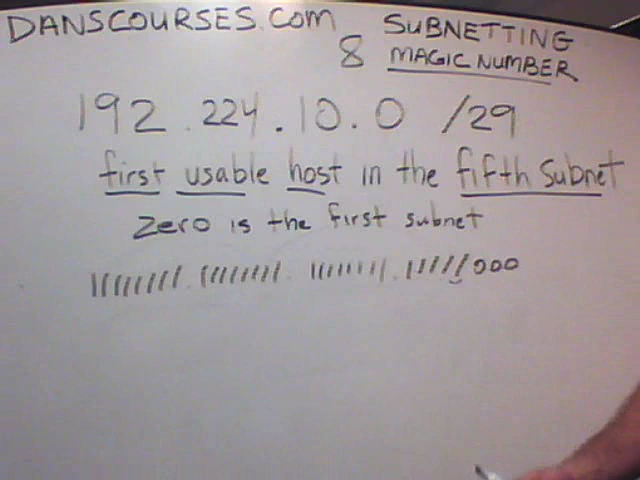 DANSCOURSES.COM
SUBNETTING
8 MAGIC NUMBER
192.224.10.0 /29
first usable host in the fifth Subnet
Zero is the first subnet
11111111.11111111.11111111.11111000